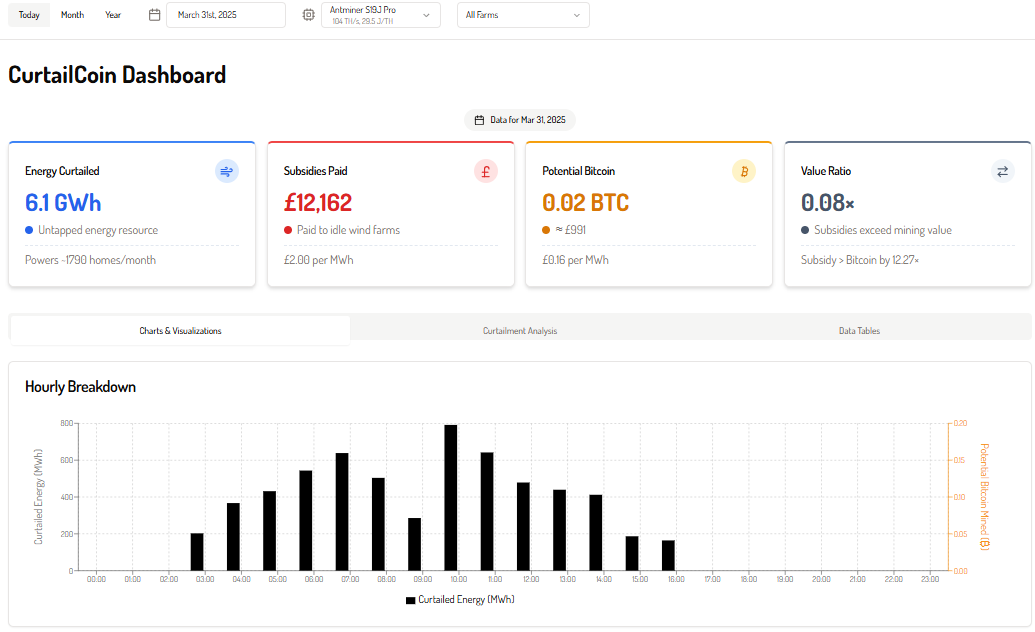 Today Month Year March 31st, 2025 Antminer S19J Pro All Farms
104 TH/s, 29.5 J/TH
CurtailCoin Dashboard
Data for Mar 31, 2025
Energy Curtailed
6.1 GWh
Untapped energy resource
Powers ~1790 homes/month
Subsidies Paid
£
£12,162
Paid to idle wind farms
£2.00 per MWh
Potential Bitcoin
₿
0.02 BTC
≈ £991
£0.16 per MWh
Value Ratio
0.08×
Subsidies exceed mining value
Subsidy > Bitcoin by 12.27×
Charts & Visualizations Curtailment Analysis Data Tables
Hourly Breakdown
Curtailed Energy (MWh)
800
600
400
200
0
00:00 01:00 02:00 03:00 04:00 05:00 06:00 07:00 08:00 09:00 10:00 11:00 12:00 13:00 14:00 15:00 16:00 17:00 18:00 19:00 20:00 21:00 22:00 23:00
0.20
0.15
0.10
0.05
0.00
Potential Bitcoin Mined (₿)
Curtailed Energy (MWh)